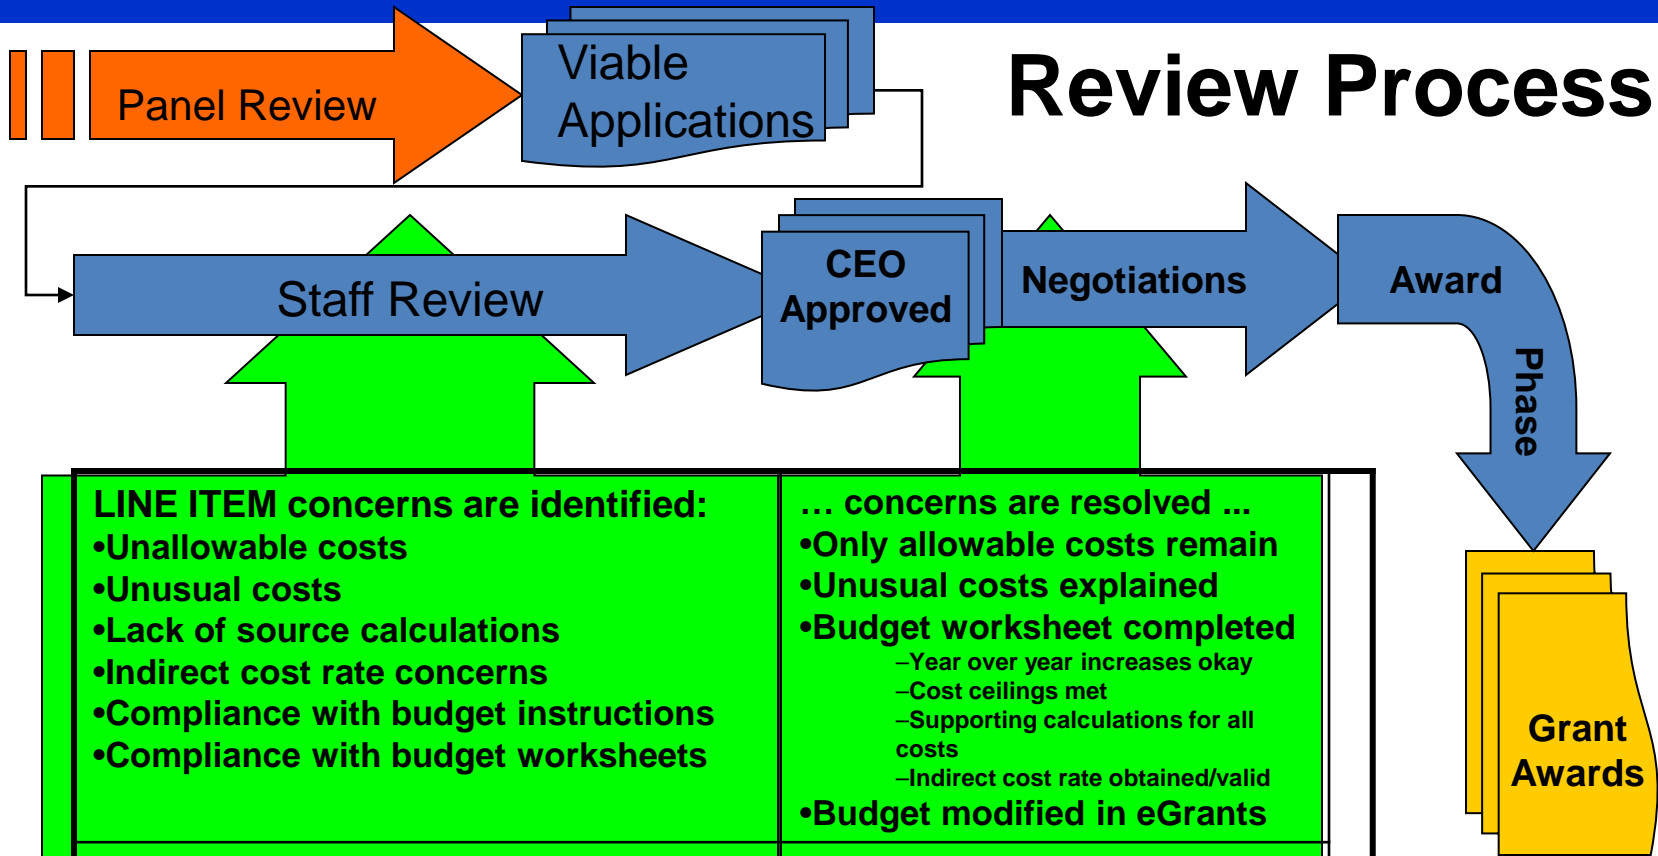 Review Process
Panel Review
Viable
Applications
Staff Review
CEO
Approved
Negotiations
Award
Phase
LINE ITEM concerns are identified:
•Unallowable costs
•Unusual costs
•Lack of source calculations
•Indirect cost rate concerns
•Compliance with budget instructions
•Compliance with budget worksheets
… concerns are resolved ...
•Only allowable costs remain
•Unusual costs explained
•Budget worksheet completed
–Year over year increases okay
–Cost ceilings met
–Supporting calculations for all
costs
–Indirect cost rate obtained/valid
•Budget modified in eGrants
Grant
Awards